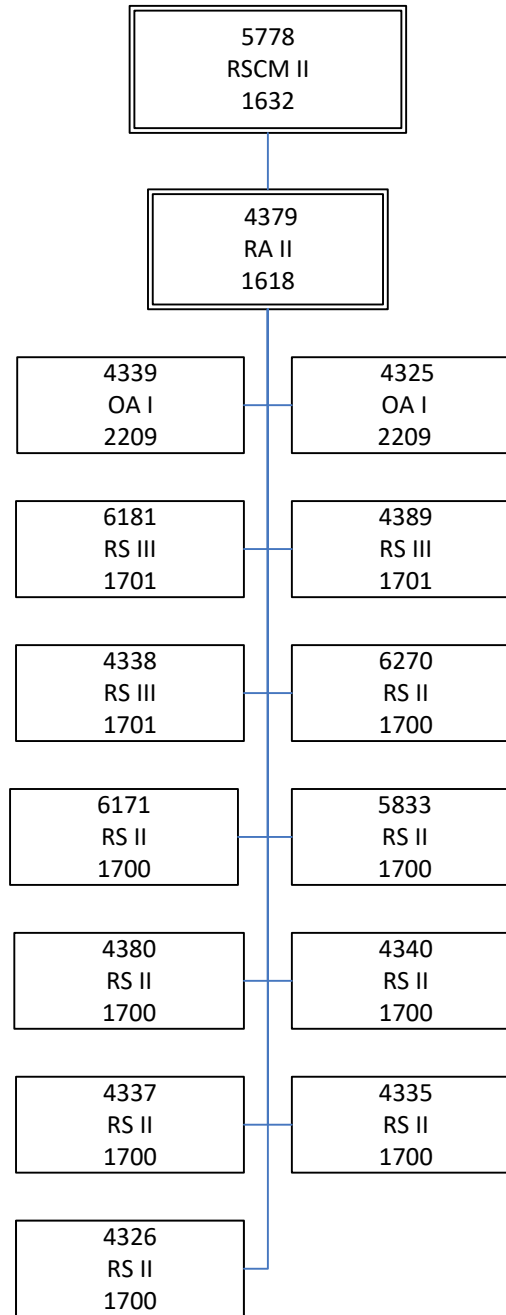 5778
RSCM II
1632
4379
RA II
1618
4339
OA I
2209
4325
OA I
2209
6181
RS III
1701
4389
RS III
1701
4338
RS III
1701
6270
RS II
1700
6171
RS II
1700
5833
RS II
1700
4380
RS II
1700
4340
RS II
1700
4337
RS II
1700
4335
RS II
1700
4326
RS II
1700